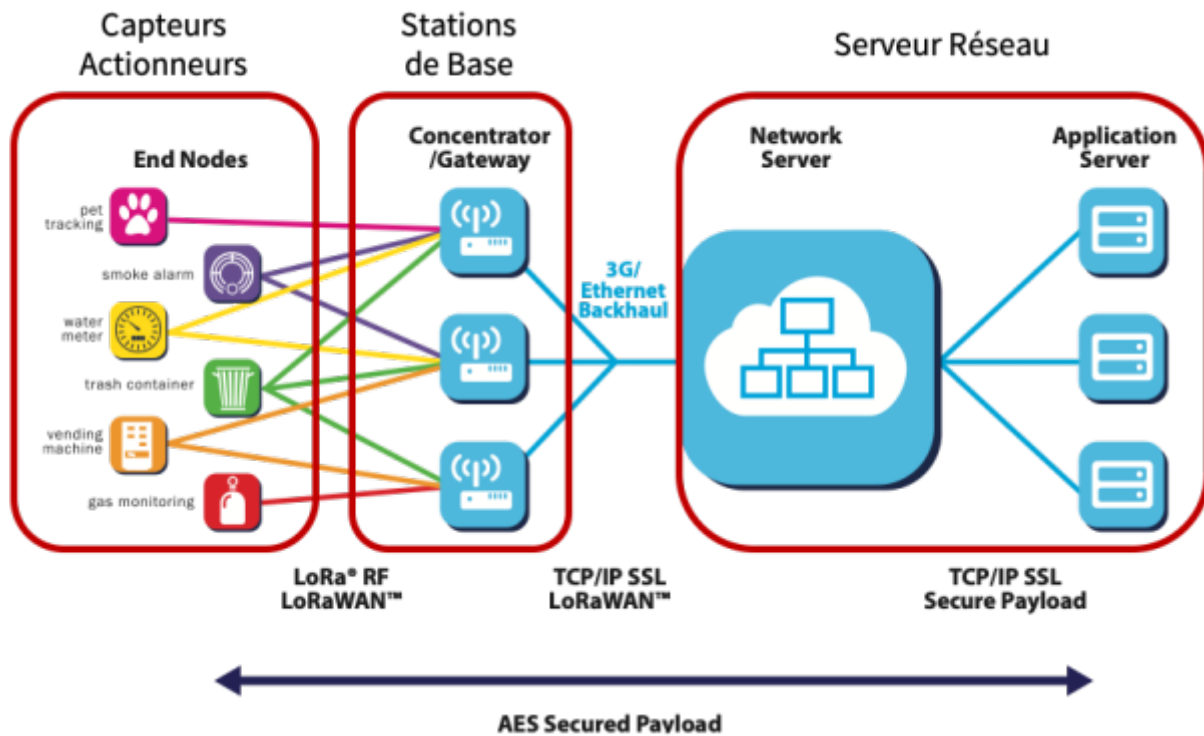 Capteurs
Actionneurs
Stations
de Base
Serveur Réseau
End Nodes
Concentrator
/Gateway
Network
Server
Application
Server
pet
tracking
smoke alarm
water
meter
trash container
vending
machine
gas monitoring
3G/
Ethernet
Backhaul
LoRa® RF
LoRaWAN™
TCP/IP SSL
LoRaWAN™
TCP/IP SSL
Secure Payload
AES Secured Payload